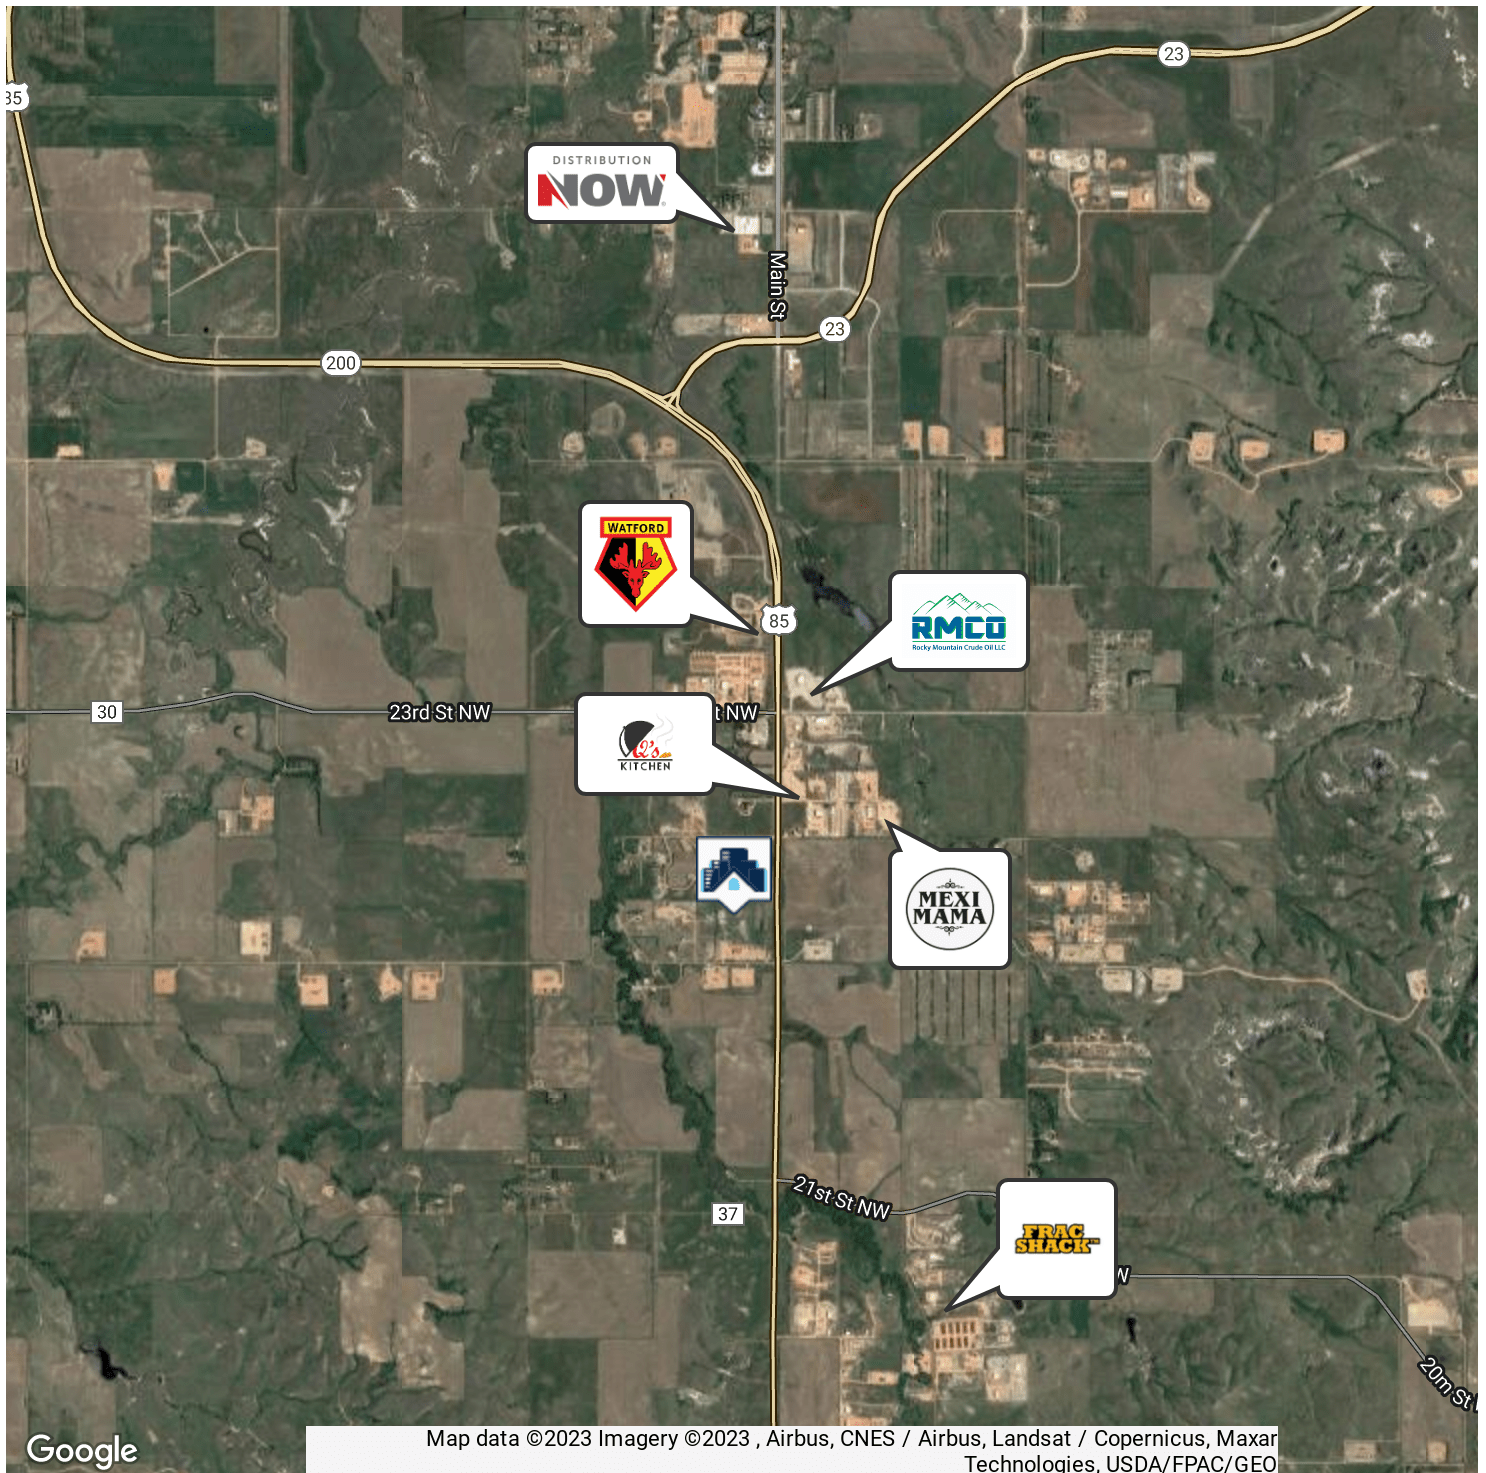 23
85
DISTRIBUTION
NOW
Main St
23
200
WATFORD
85
RMCO
Rocky Mountain Crude Oil LLC
30
23rd St NW
t NW
Q's
KITCHEN
MEXI
MAMA
21st St NW
37
FRAC
SHACK™
W
20m St
Google
Map data ©2023 Imagery ©2023 , Airbus, CNES / Airbus, Landsat / Copernicus, Maxar
Technologies, USDA/FPAC/GEO